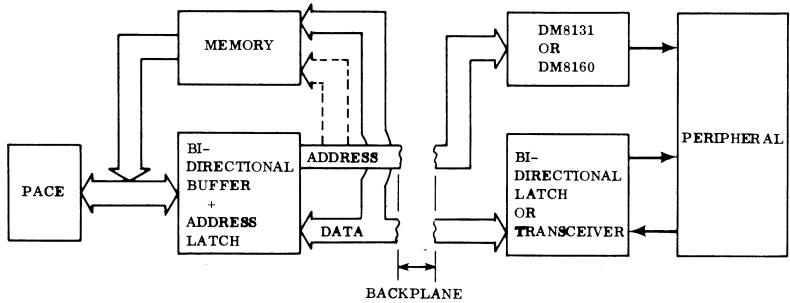 MEMORY
DM8131
OR
DM8160
PERIPHERAL
PACE
BI-
DIRECTIONAL
BUFFER
+
ADDRESS
LATCH
ADDRESS
DATA
BI-
DIRECTIONAL
LATCH
OR
TRANSCEIVER
BACKPLANE